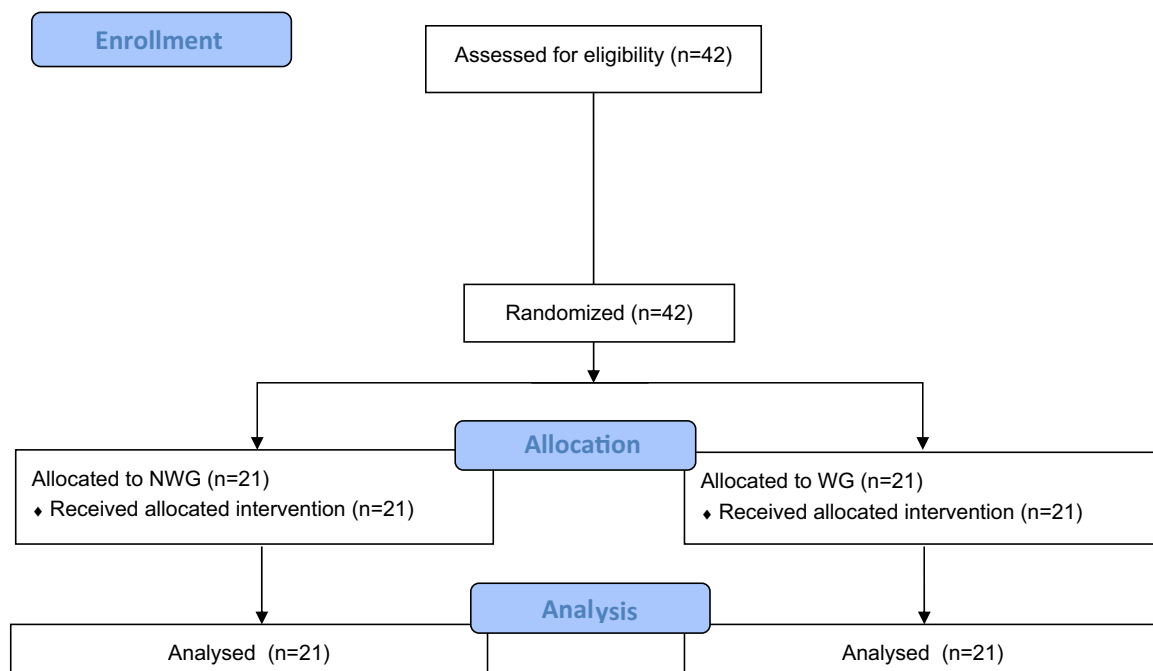 Enrollment
Assessed for eligibility (n=42)
Randomized (n=42)
Allocation
Allocated to NWG (n=21)
♦ Received allocated intervention (n=21)
Allocated to WG (n=21)
♦ Received allocated intervention (n=21)
Analysis
Analysed (n=21)
Analysed (n=21)